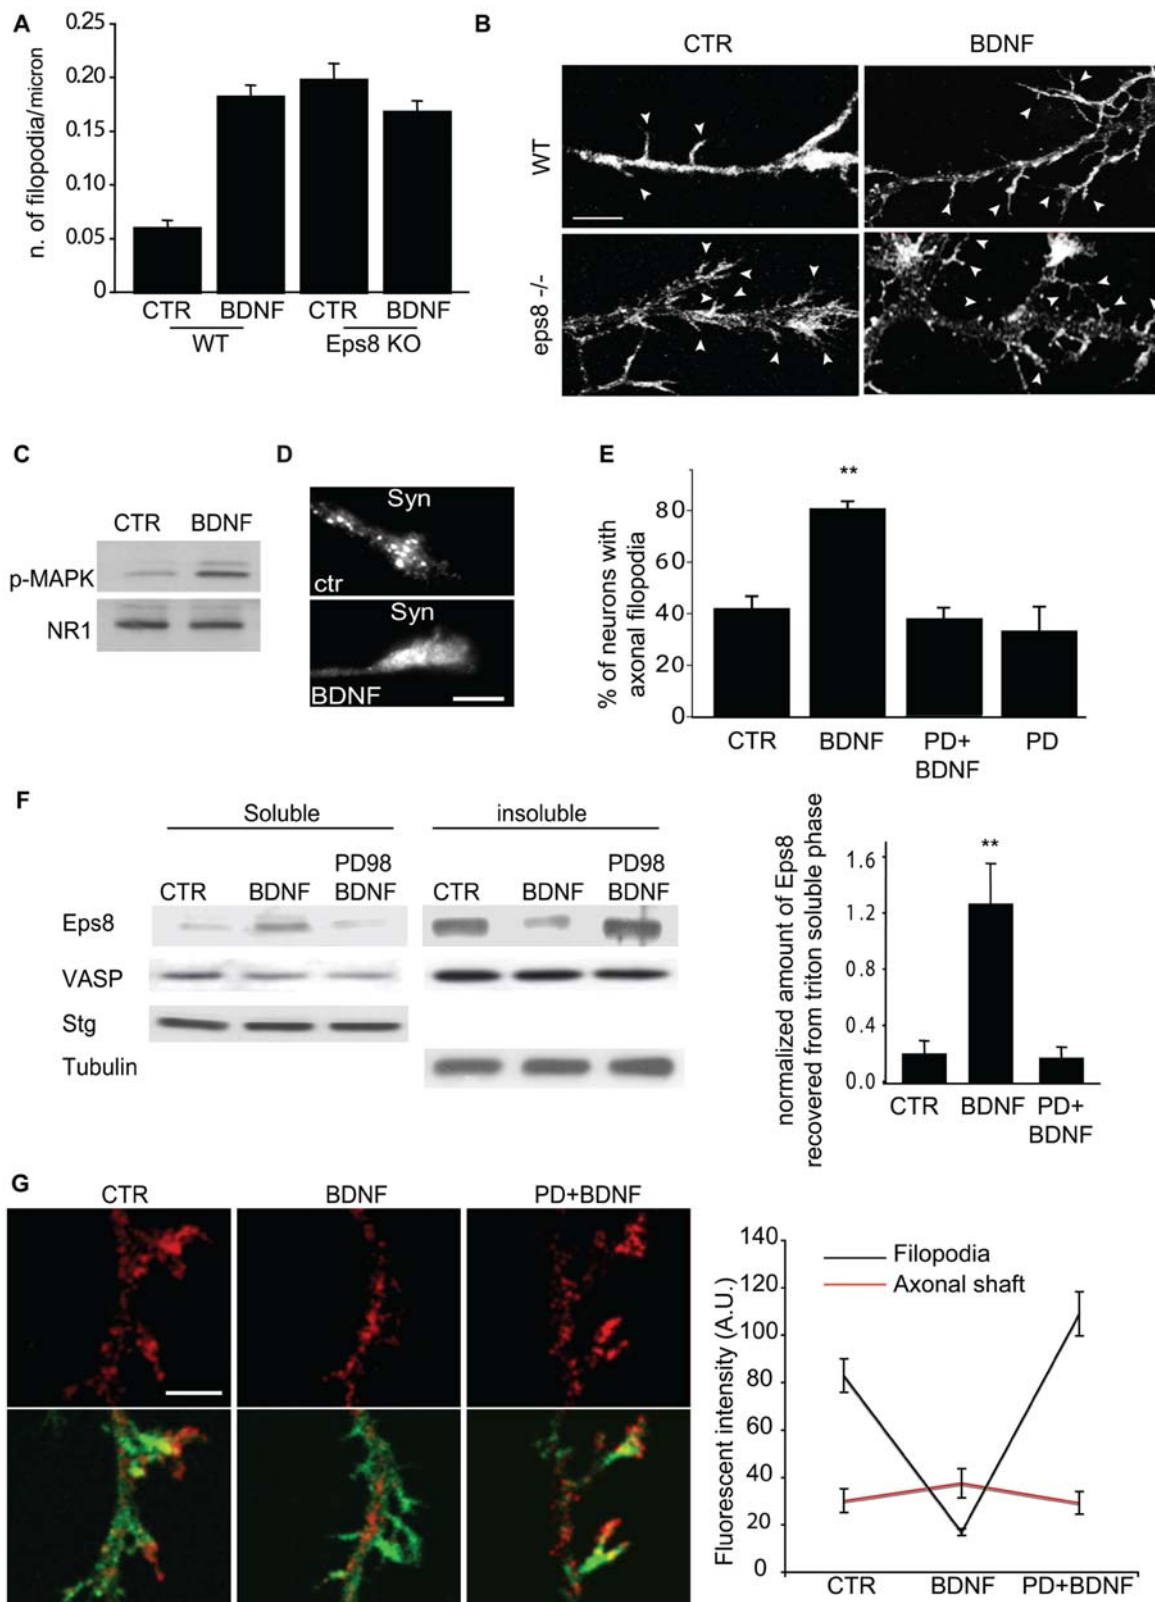 A
n. of filopodia/micron
0.25
0.20
0.15
0.10
0.05
0
CTR BDNF CTR BDNF
WT Eps8 KO
B
CTR BDNF
WT
eps8 -/-
C
CTR BDNF
p-MAPK
NR1
D
Syn
ctr
Syn
BDNF
E
% of neurons with
axonal filopodia
80
60
40
20
0
**
CTR BDNF PD+ PD
BDNF
F
Soluble insoluble
PD98 PD98
CTR BDNF BDNF CTR BDNF BDNF
Eps8
VASP
Stg
Tubulin
normalized amount of Eps8
recovered from triton soluble phase
1.6
1.2
0.8
0.4
0.0
**
CTR BDNF PD+
BDNF
G
CTR BDNF PD+BDNF
Fluorescent intensity (A.U.)
140
120
100
80
60
40
20
0
Filopodia
Axonal shaft
CTR BDNF PD+BDNF